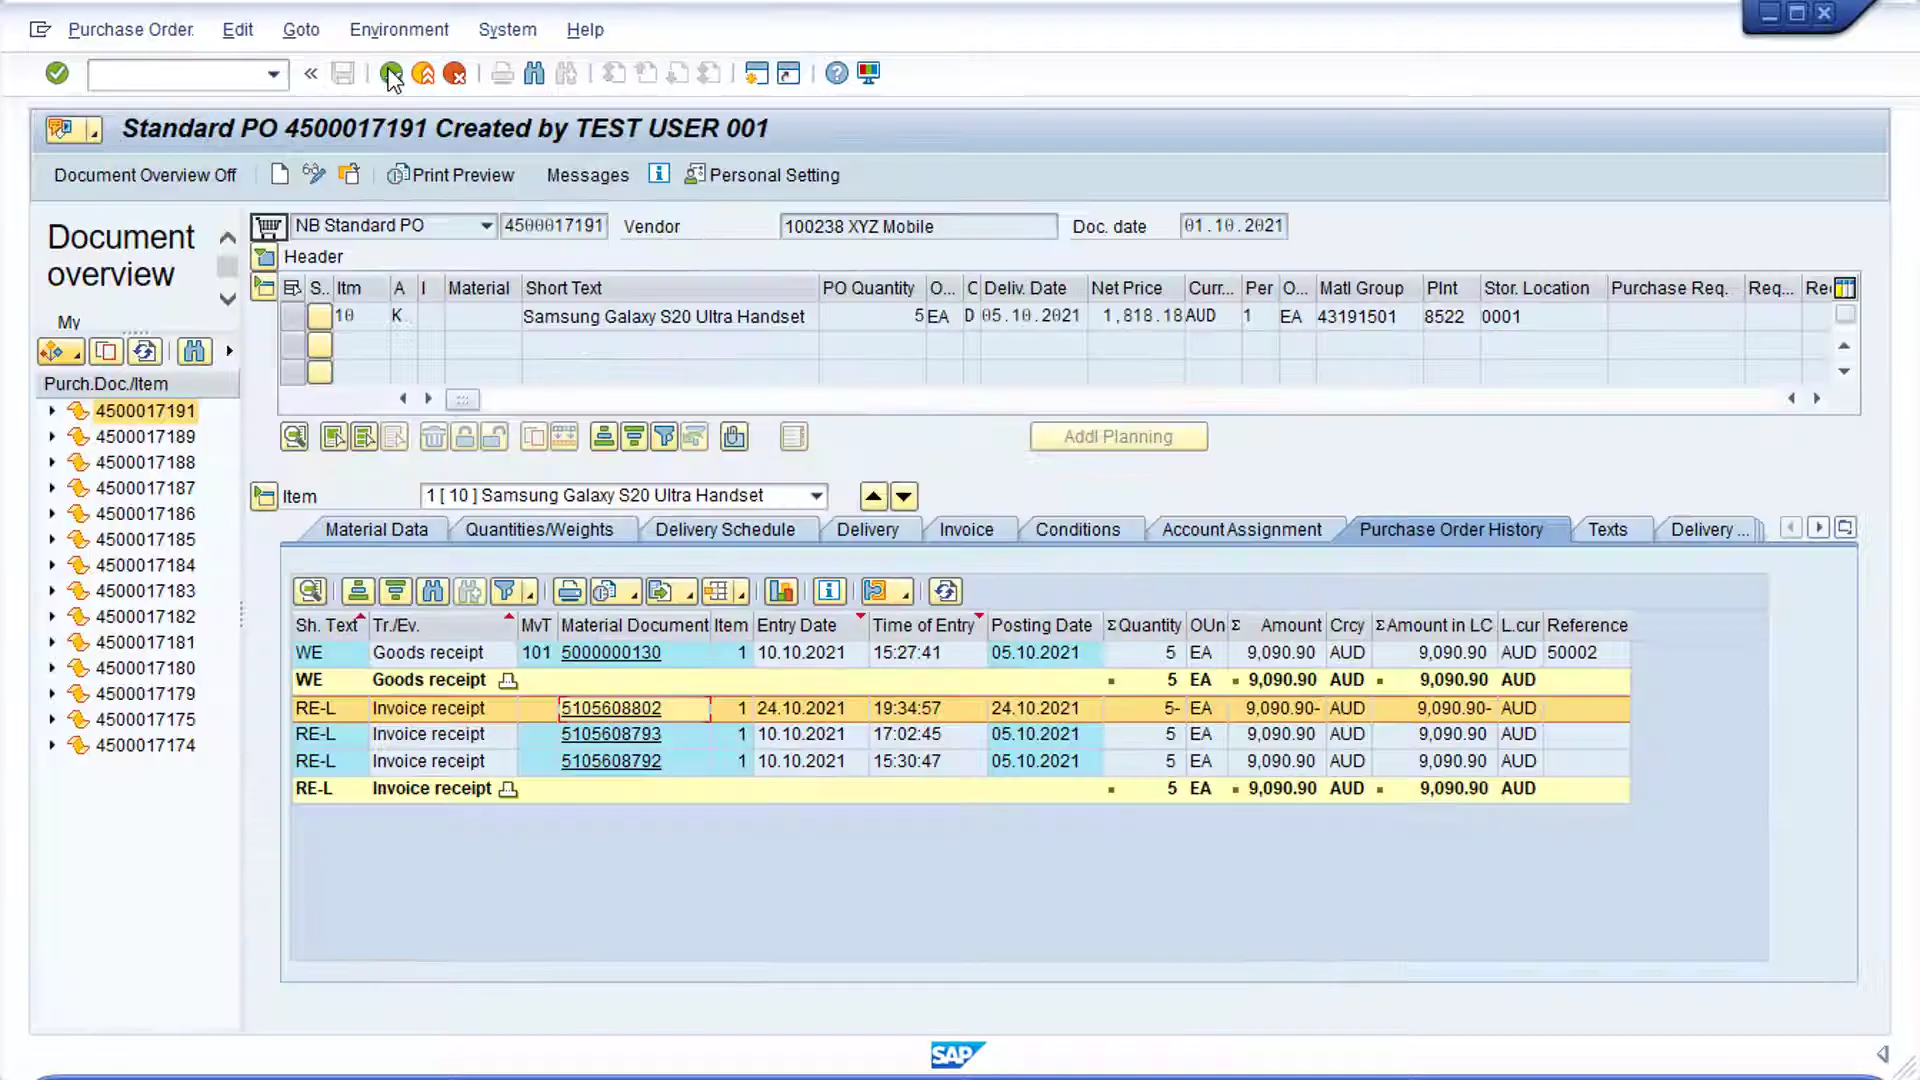 Purchase Order Edit Goto Environment System Help
Standard PO 4500017191 Created by TEST USER 001
Document Overview Off Print Preview Messages Personal Setting
Document overview
My
Purch.Doc./Item
4500017191
4500017189
4500017188
4500017187
4500017186
4500017185
4500017184
4500017183
4500017182
4500017181
4500017180
4500017179
4500017175
4500017174
NB Standard PO 4500017191 Vendor 100238 XYZ Mobile Doc. date 01.10.2021
Header
S.. Itm A I Material Short Text PO Quantity O... C Deliv. Date Net Price Curr... Per O... Matl Group Plnt Stor. Location Purchase Req. Req... Re
10 K Samsung Galaxy S20 Ultra Handset 5 EA D 05.10.2021 1,818.18 AUD 1 EA 43191501 8522 0001
Addl Planning
Item 1 [ 10 ] Samsung Galaxy S20 Ultra Handset
Material Data Quantities/Weights Delivery Schedule Delivery Invoice Conditions Account Assignment Purchase Order History Texts Delivery ...
Sh. Text Tr./Ev. MvT Material Document Item Entry Date Time of Entry Posting Date Σ Quantity OUn Σ Amount Crcy Σ Amount in LC L.cur Reference
WE Goods receipt 101 5000000130 1 10.10.2021 15:27:41 05.10.2021 5 EA 9,090.90 AUD 9,090.90 AUD 50002
WE Goods receipt 5 EA 9,090.90 AUD 9,090.90 AUD
RE-L Invoice receipt 5105608802 1 24.10.2021 19:34:57 24.10.2021 5- EA 9,090.90- AUD 9,090.90- AUD
RE-L Invoice receipt 5105608793 1 10.10.2021 17:02:45 05.10.2021 5 EA 9,090.90 AUD 9,090.90 AUD
RE-L Invoice receipt 5105608792 1 10.10.2021 15:30:47 05.10.2021 5 EA 9,090.90 AUD 9,090.90 AUD
RE-L Invoice receipt 5 EA 9,090.90 AUD 9,090.90 AUD
SAP